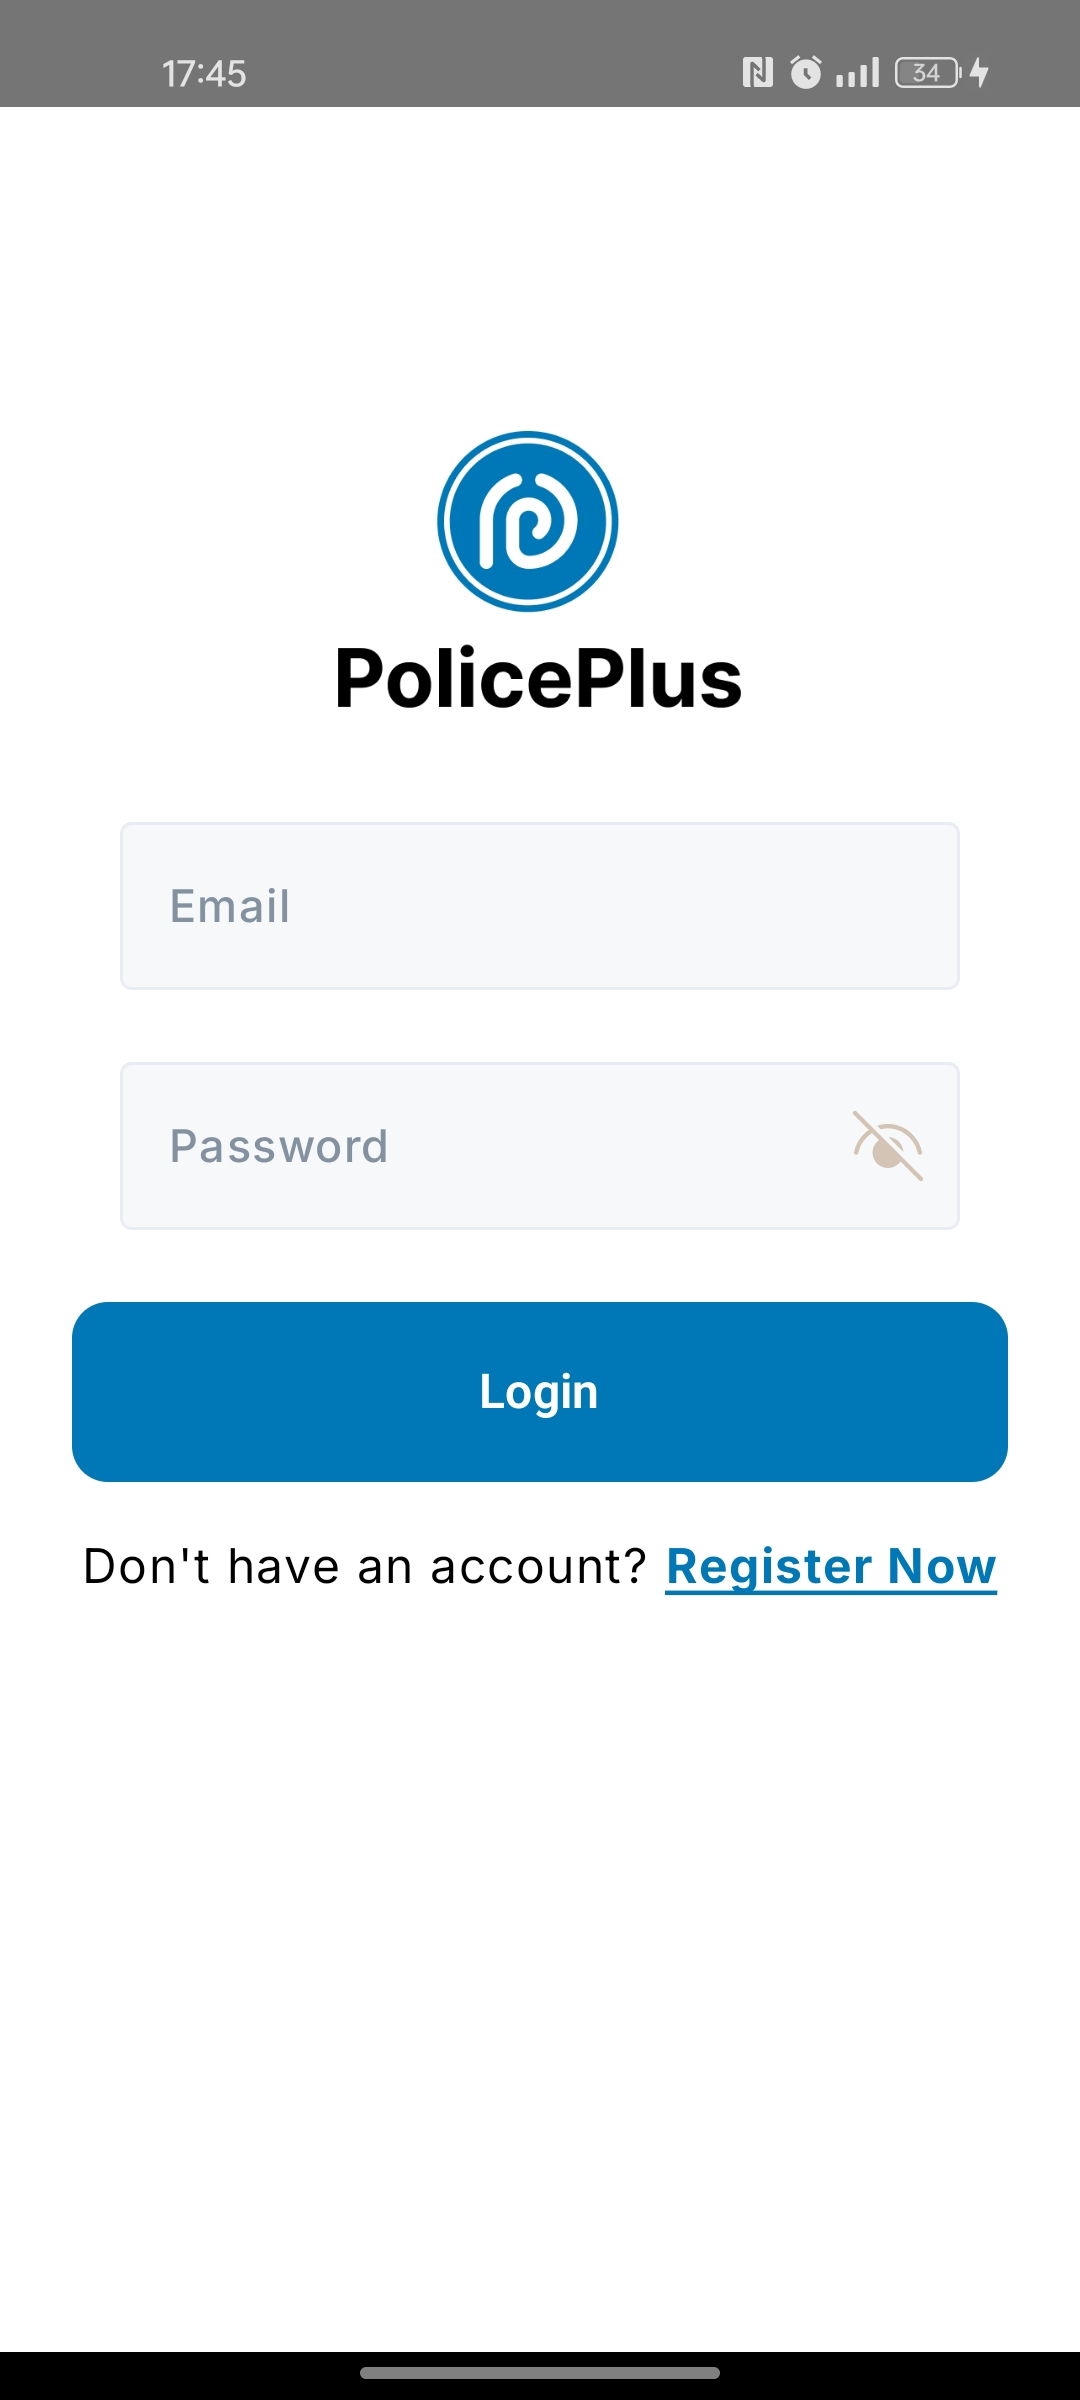 17:45 34
PolicePlus
Email
Password
Login
Don't have an account? Register Now